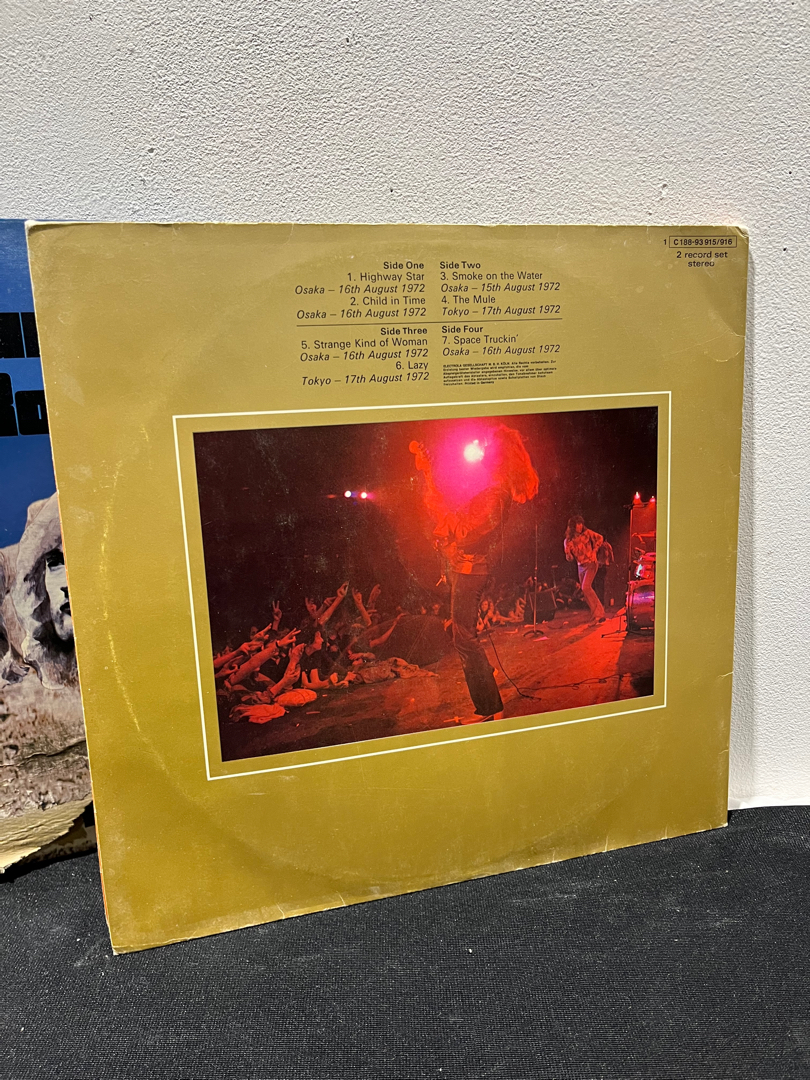 1 C188-93 915/916
2 record set
stereo
Side One
1. Highway Star
Osaka – 16th August 1972
2. Child in Time
Osaka – 16th August 1972
Side Two
3. Smoke on the Water
Osaka – 15th August 1972
4. The Mule
Tokyo – 17th August 1972
Side Three
5. Strange Kind of Woman
Osaka – 16th August 1972
6. Lazy
Tokyo – 17th August 1972
Side Four
7. Space Truckin'
Osaka – 16th August 1972